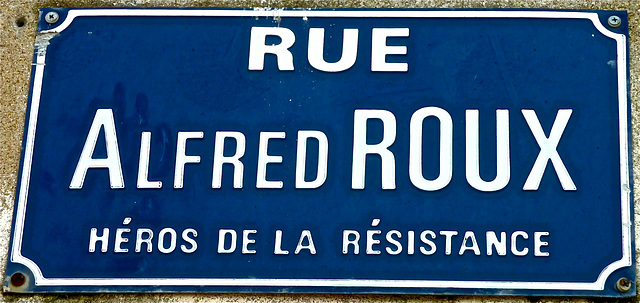 RUE
ALFRED ROUX
HÉROS DE LA RÉSISTANCE